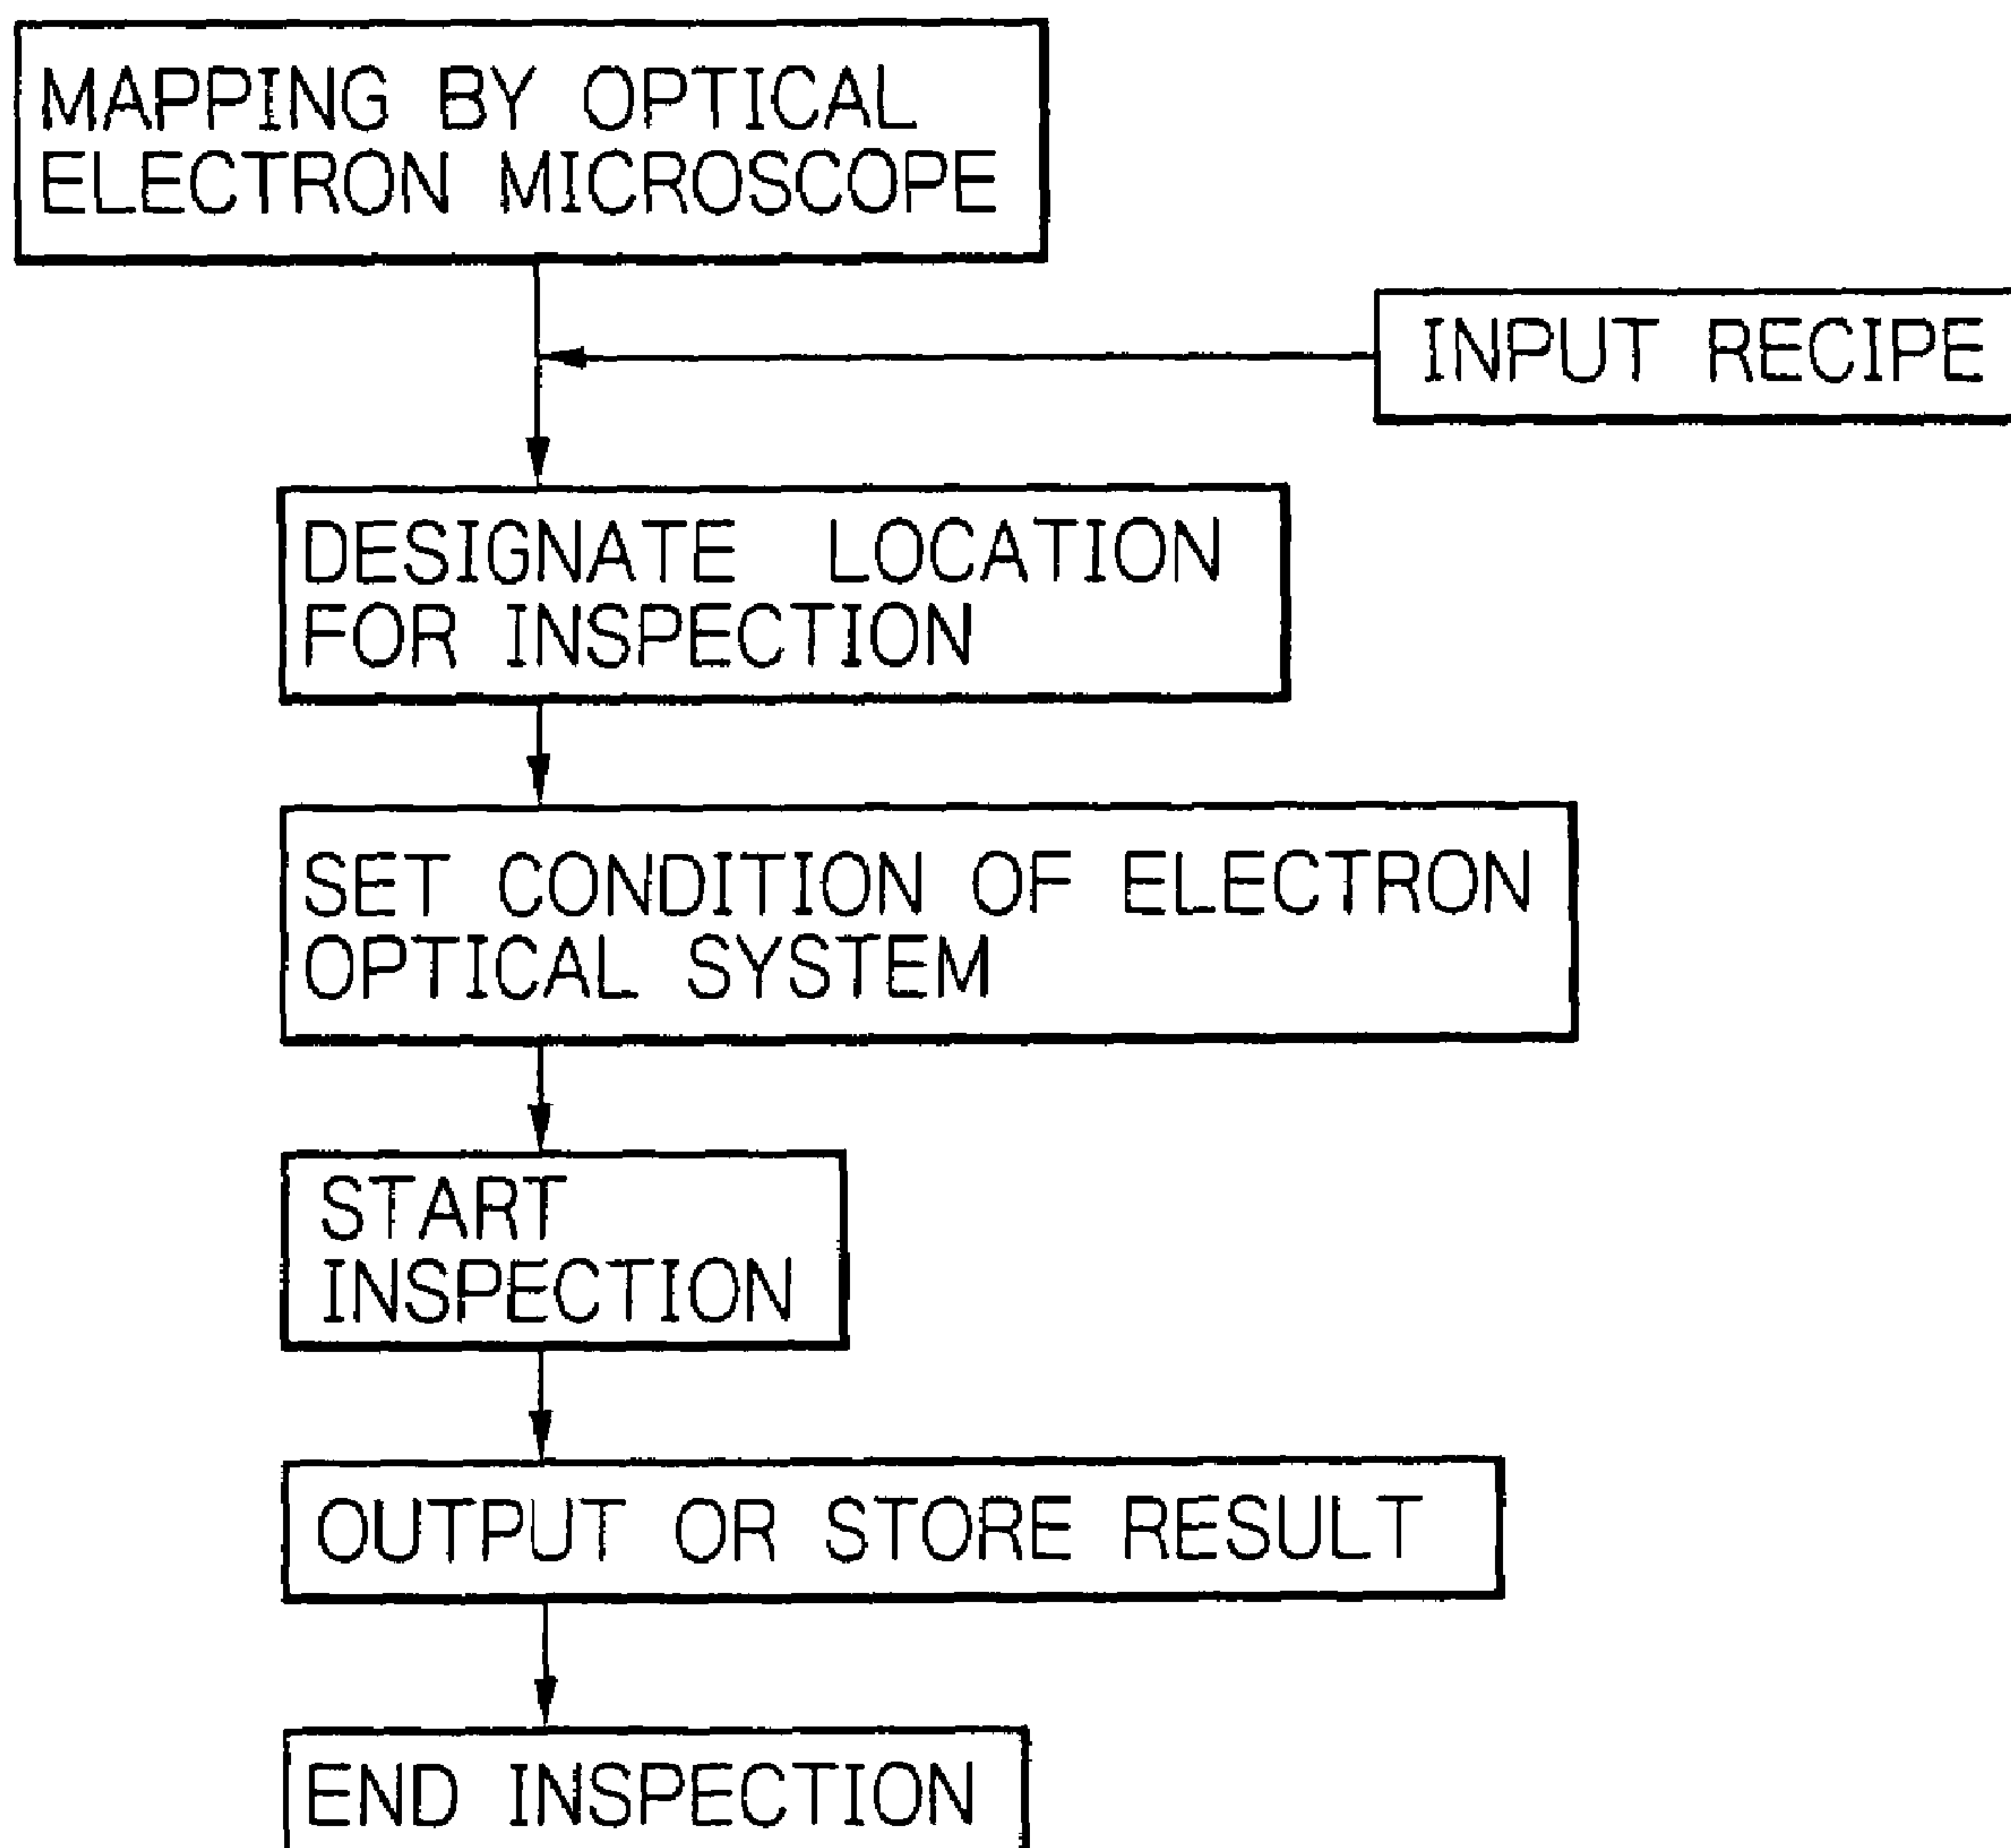 MAPPING BY OPTICAL
ELECTRON MICROSCOPE
INPUT RECIPE
DESIGNATE LOCATION
FOR INSPECTION
SET CONDITION OF ELECTRON
OPTICAL SYSTEM
START
INSPECTION
OUTPUT OR STORE RESULT
END INSPECTION